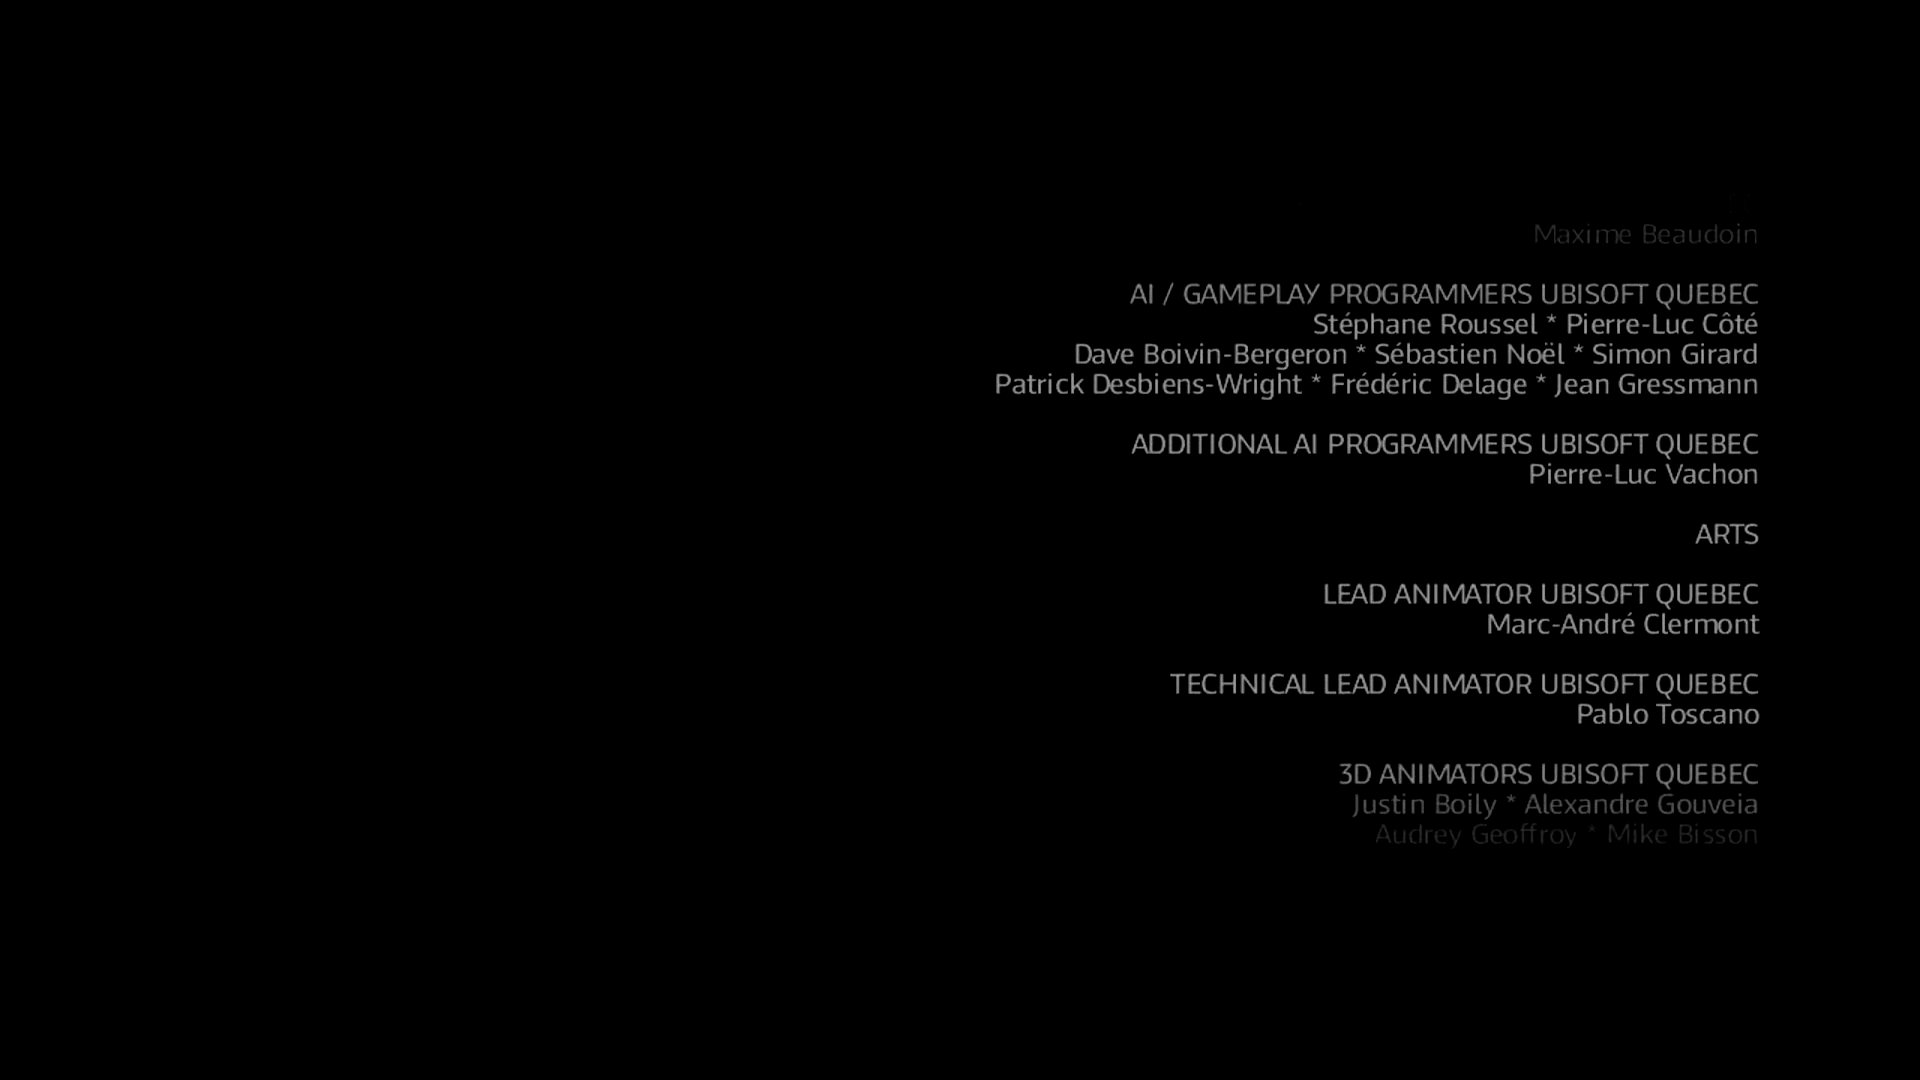 Maxime Beaudoin
AI / GAMEPLAY PROGRAMMERS UBISOFT QUEBEC
Stéphane Roussel * Pierre-Luc Côté
Dave Boivin-Bergeron * Sébastien Noël * Simon Girard
Patrick Desbiens-Wright * Frédéric Delage * Jean Gressmann
ADDITIONAL AI PROGRAMMERS UBISOFT QUEBEC
Pierre-Luc Vachon
ARTS
LEAD ANIMATOR UBISOFT QUEBEC
Marc-André Clermont
TECHNICAL LEAD ANIMATOR UBISOFT QUEBEC
Pablo Toscano
3D ANIMATORS UBISOFT QUEBEC
Justin Boily * Alexandre Gouveia
Audrey Geoffroy * Mike Bisson